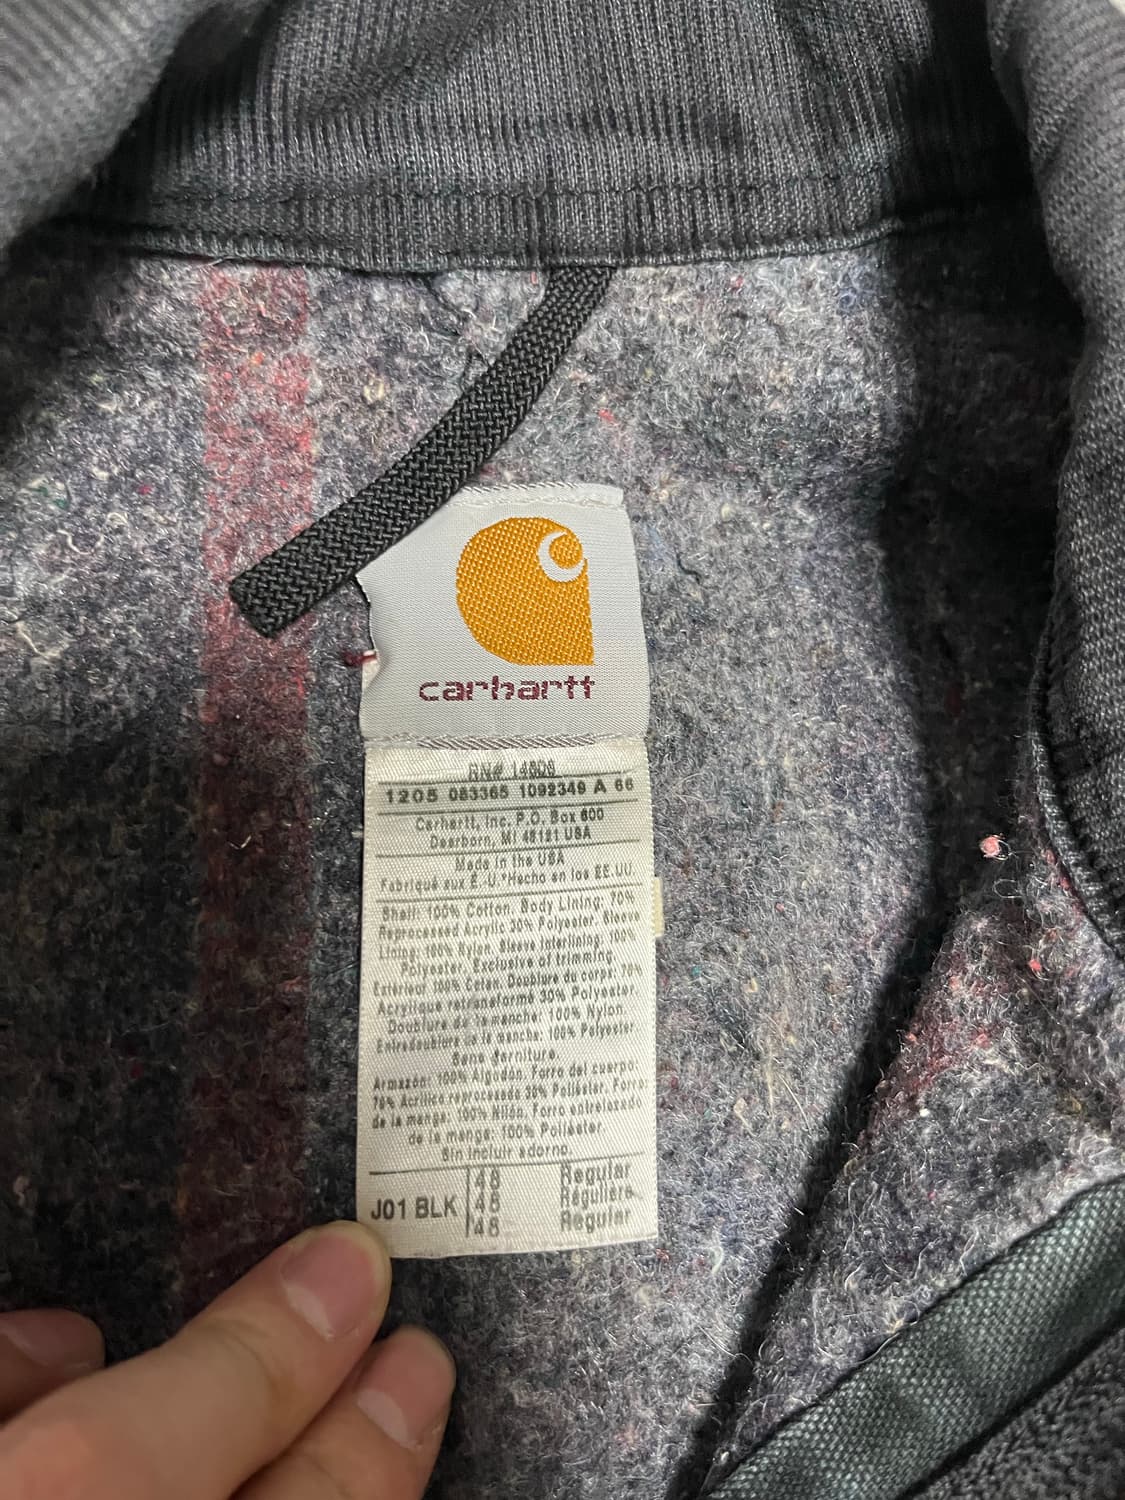 carhartt
RN# 14806
1205 083365 1092349 A 66
Carhartt, Inc. P.O. Box 600
Dearborn, MI 48121 USA
Made in the USA
Fabriqué aux É.U.*Hecho en los EE.UU.
Shell: 100% Cotton, Body Lining: 70%
Reprocessed Acrylic 30% Polyester, Sleeve
Lining: 100% Nylon, Sleeve Interlining: 100%
Polyester, Exclusive of trimming.
Extérieur 100% Coton, Doublure du corps: 70%
Acrylique retransformé 30% Polyester,
Doublure de la manche: 100% Nylon,
Entredoublure de la manche: 100% Polyester
Sans garniture.
Armazón: 100% Algodón, Forro del cuerpo:
70% Acrílico reprocesado 30% Poliéster, Forro
de la manga: 100% Nilón, Forro entrelazado
de la manga: 100% Poliester.
Sin incluir adorno.
48 Regular
J01 BLK 48 Régulière
48 Regular